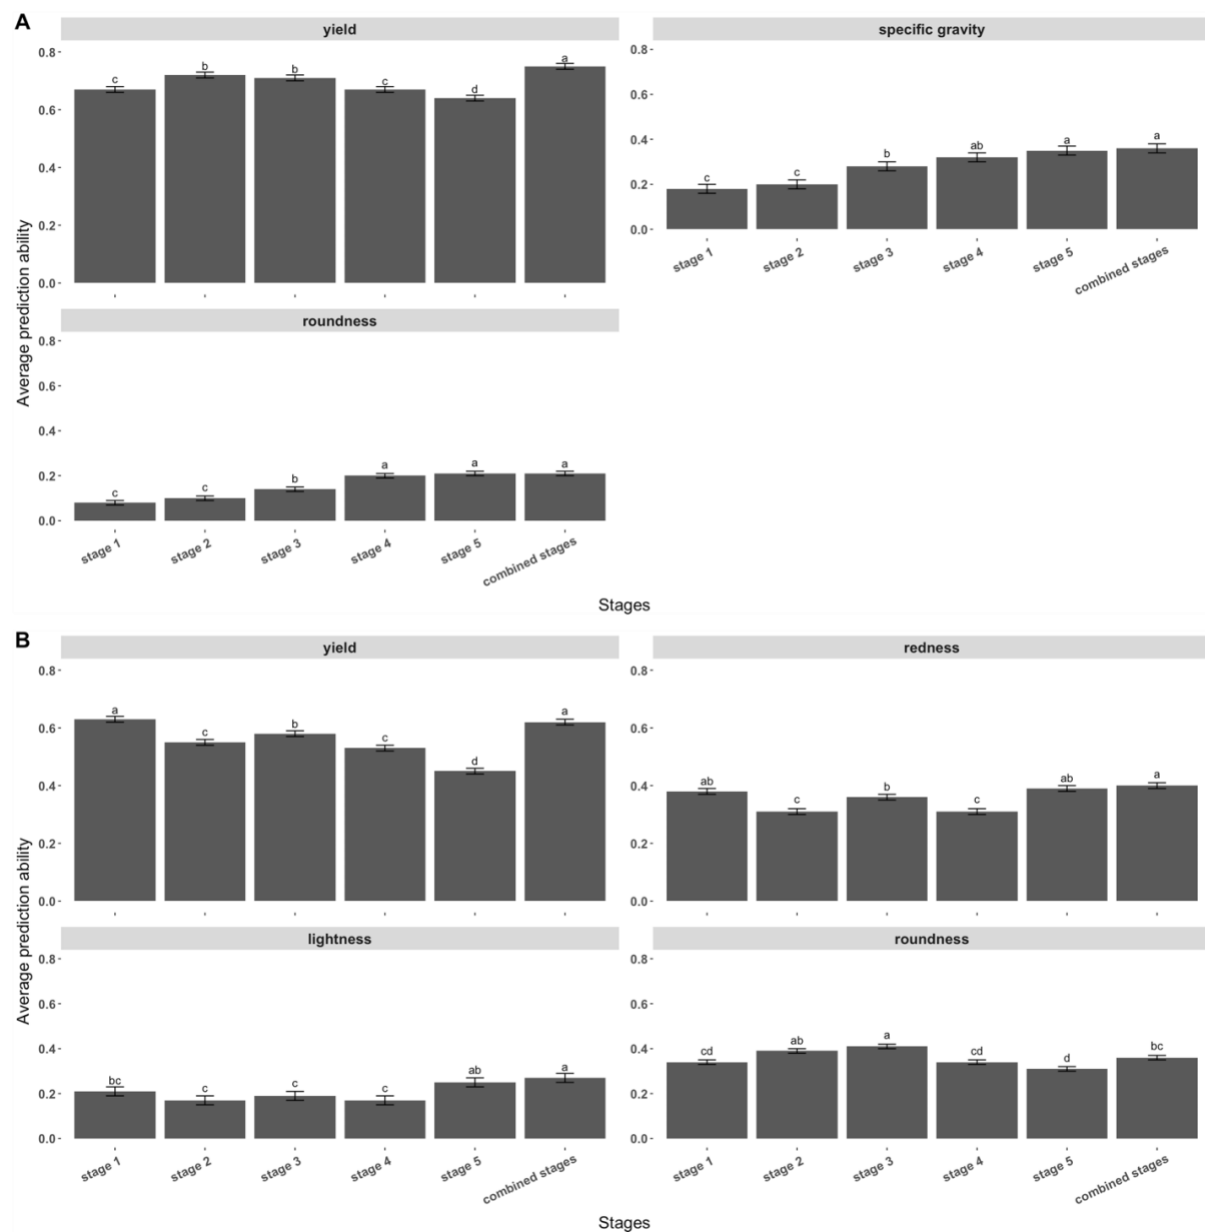 A
yield
0.8
0.6
0.4
0.2
0.0
c
b
b
c
d
a
specific gravity
0.8
0.6
0.4
0.2
0.0
c
c
b
ab
a
a
stage 1
stage 2
stage 3
stage 4
stage 5
combined stages
Average prediction ability
roundness
0.8
0.6
0.4
0.2
0.0
c
c
b
a
a
a
stage 1
stage 2
stage 3
stage 4
stage 5
combined stages
Stages
B
yield
0.8
0.6
0.4
0.2
0.0
a
c
b
c
d
a
redness
0.8
0.6
0.4
0.2
0.0
ab
c
b
c
ab
a
Average prediction ability
lightness
0.8
0.6
0.4
0.2
0.0
bc
c
c
c
ab
a
stage 1
stage 2
stage 3
stage 4
stage 5
combined stages
roundness
0.8
0.6
0.4
0.2
0.0
cd
ab
a
cd
d
bc
stage 1
stage 2
stage 3
stage 4
stage 5
combined stages
Stages